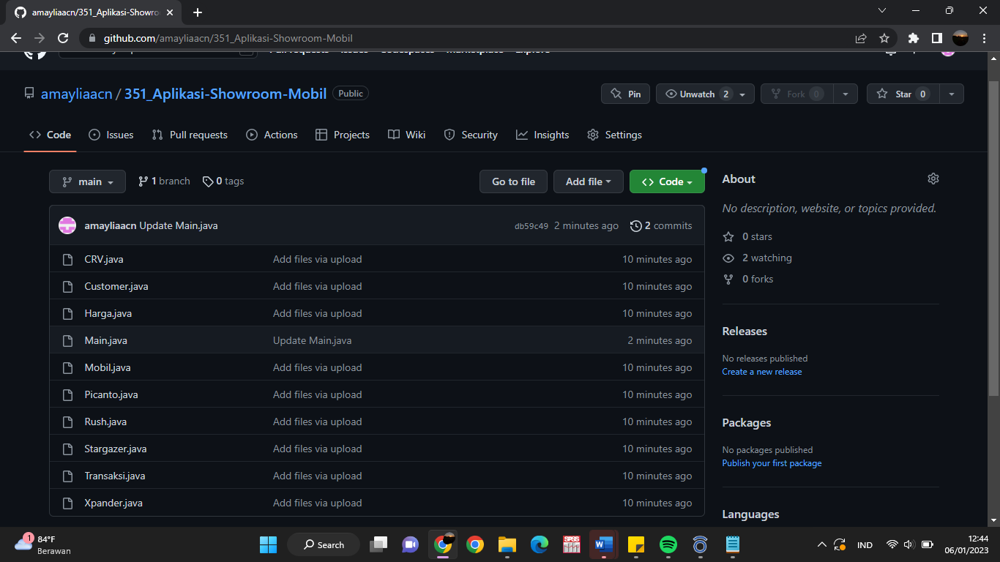 amayliaacn/351_Aplikasi-Showro
github.com/amayliaacn/351_Aplikasi-Showroom-Mobil
Pull requests Issues Codespaces Marketplace Explore
amayliaacn / 351_Aplikasi-Showroom-Mobil Public
Pin
Unwatch 2
Fork 0
Star 0
Code Issues Pull requests Actions Projects Wiki Security Insights Settings
main 1 branch 0 tags
Go to file Add file Code
amayliaacn Update Main.java db59c49 2 minutes ago 2 commits
CRV.java Add files via upload 10 minutes ago
Customer.java Add files via upload 10 minutes ago
Harga.java Add files via upload 10 minutes ago
Main.java Update Main.java 2 minutes ago
Mobil.java Add files via upload 10 minutes ago
Picanto.java Add files via upload 10 minutes ago
Rush.java Add files via upload 10 minutes ago
Stargazer.java Add files via upload 10 minutes ago
Transaksi.java Add files via upload 10 minutes ago
Xpander.java Add files via upload 10 minutes ago
About
No description, website, or topics provided.
0 stars
2 watching
0 forks
Releases
No releases published
Create a new release
Packages
No packages published
Publish your first package
Languages
1
84°F
Berawan
Search
SPSS
IND
12:44
06/01/2023